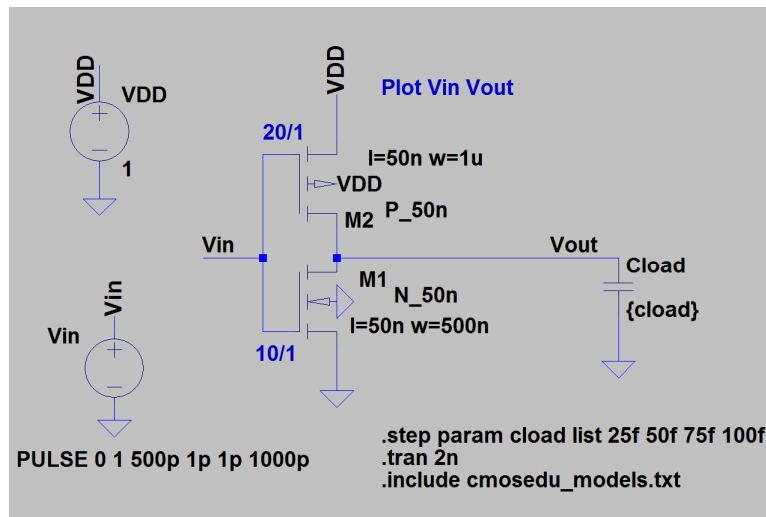 VDD
VDD
1
VDD
Plot Vin Vout
20/1
l=50n w=1u
VDD
P_50n
M2
Vin
Vout
Cload
{cload}
M1
N_50n
l=50n w=500n
10/1
Vin
Vin
PULSE 0 1 500p 1p 1p 1000p
.step param cload list 25f 50f 75f 100f
.tran 2n
.include cmosedu_models.txt